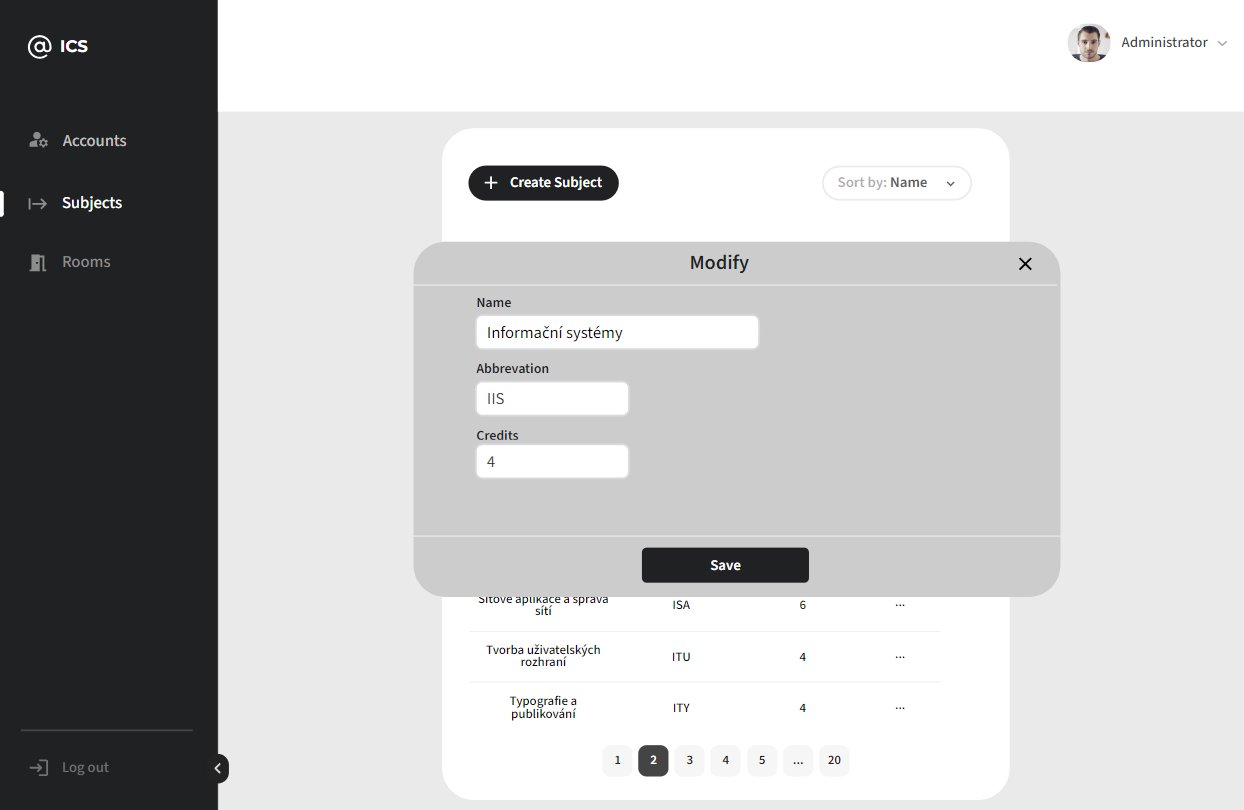 @ ICS
Administrator
Accounts
Subjects
Rooms
Log out
+ Create Subject
Sort by: Name
Modify
Name
Informační systémy
Abbrevation
IIS
Credits
4
Save
Síťové aplikace a správa
sítí
ISA
6
...
Tvorba uživatelských
rozhraní
ITU
4
...
Typografie a
publikování
ITY
4
...
1 2 3 4 5 ... 20